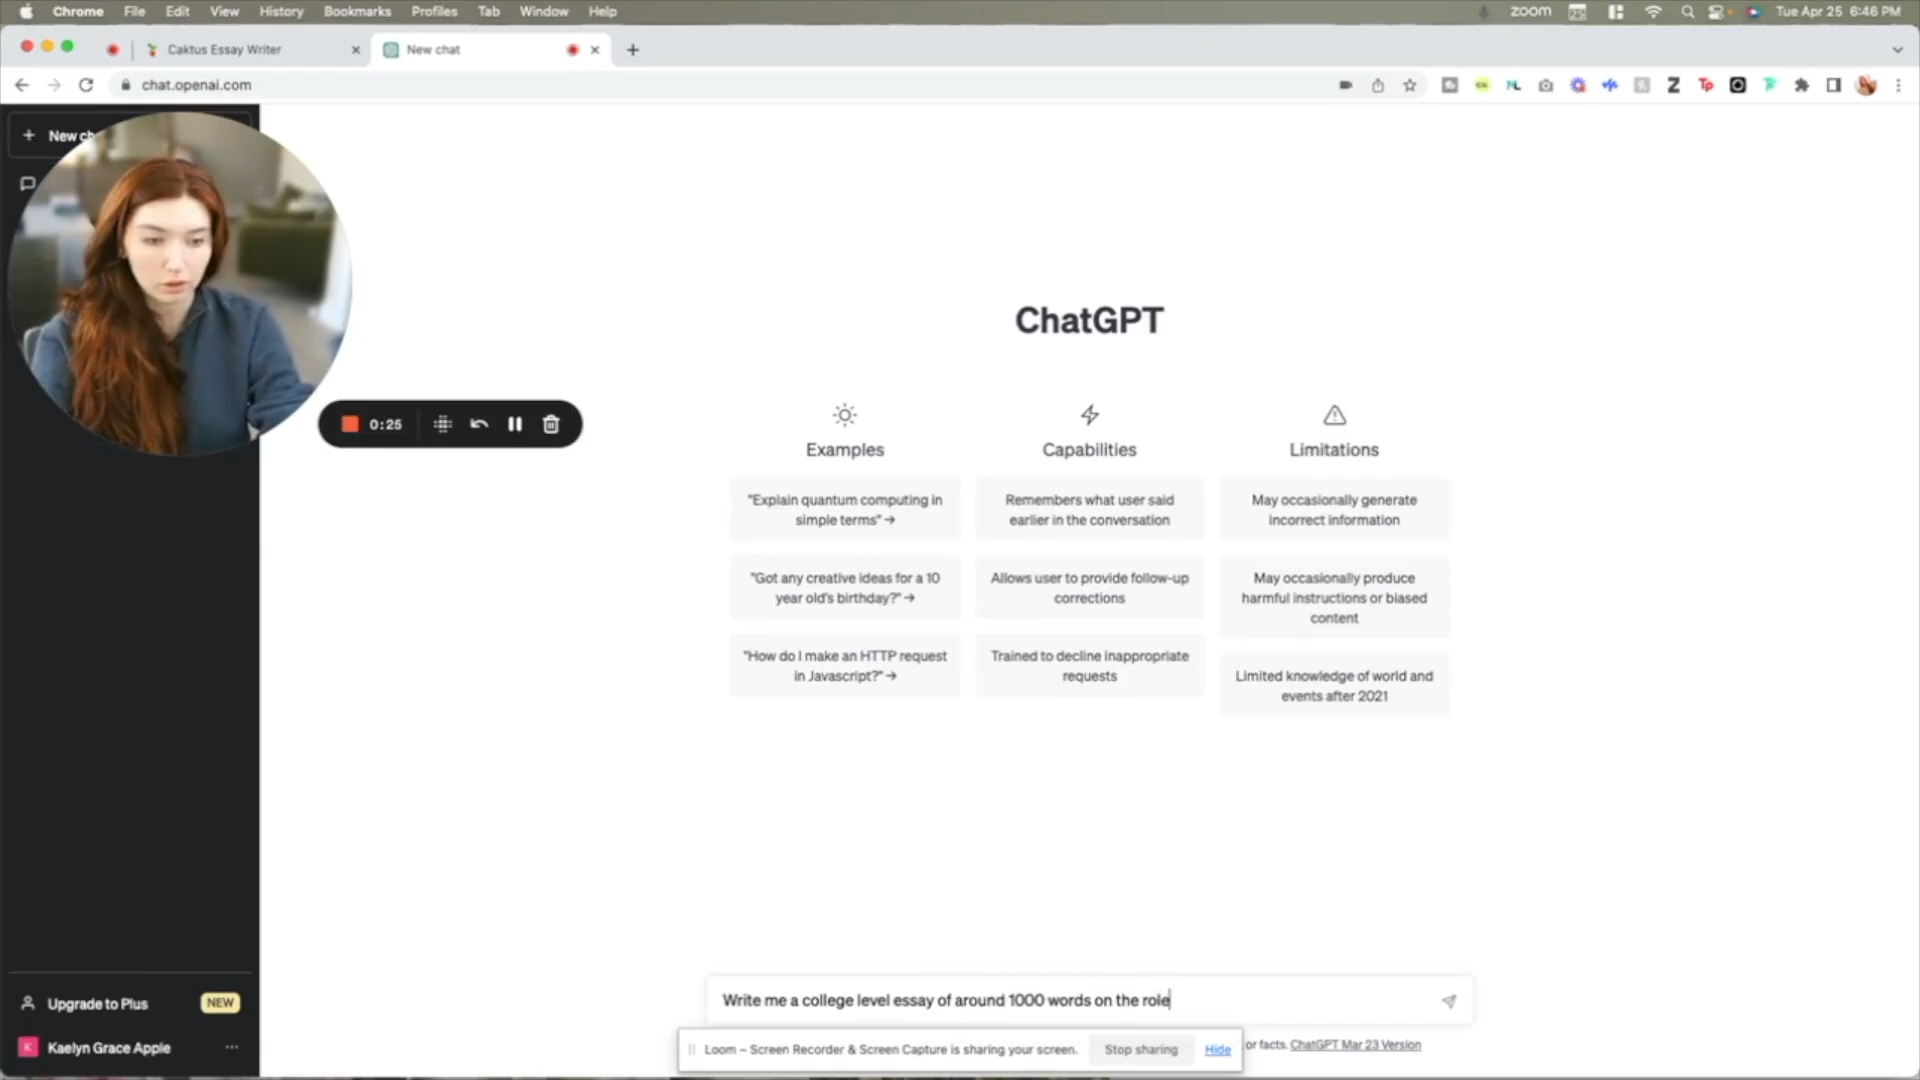 Chrome File Edit View History Bookmarks Profiles Tab Window Help
zoom Tue Apr 25 6:46 PM
Caktus Essay Writer
New chat
chat.openai.com
New ch
ChatGPT
0:25
Examples
Capabilities
Limitations
"Explain quantum computing in
simple terms" →
Remembers what user said
earlier in the conversation
May occasionally generate
incorrect information
"Got any creative ideas for a 10
year old's birthday?" →
Allows user to provide follow-up
corrections
May occasionally produce
harmful instructions or biased
content
"How do I make an HTTP request
in Javascript?" →
Trained to decline inappropriate
requests
Limited knowledge of world and
events after 2021
Upgrade to Plus
NEW
Write me a college level essay of around 1000 words on the role
K
Kaelyn Grace Apple
Loom – Screen Recorder & Screen Capture is sharing your screen.
Stop sharing
Hide
or facts. ChatGPT Mar 23 Version